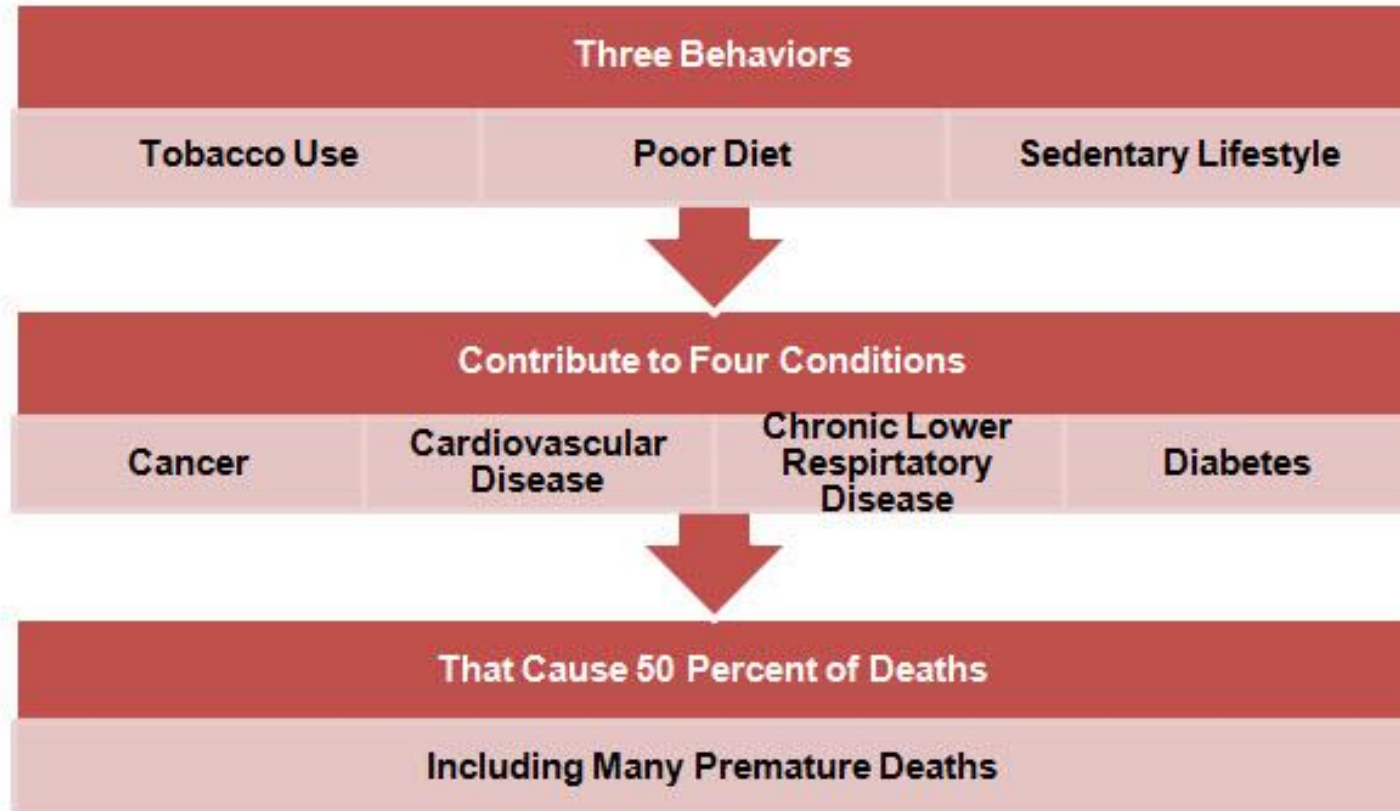 Three Behaviors
Tobacco Use
Poor Diet
Sedentary Lifestyle
Contribute to Four Conditions
Cancer
Cardiovascular
Disease
Chronic Lower
Respirtatory
Disease
Diabetes
That Cause 50 Percent of Deaths
Including Many Premature Deaths